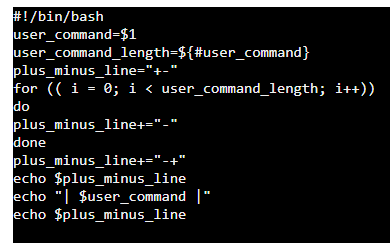 #!/bin/bash
user_command=$1
user_command_length=${#user_command}
plus_minus_line="+-"
for (( i = 0; i < user_command_length; i++))
do
plus_minus_line+="-"
done
plus_minus_line+="-+"
echo $plus_minus_line
echo "| $user_command |"
echo $plus_minus_line